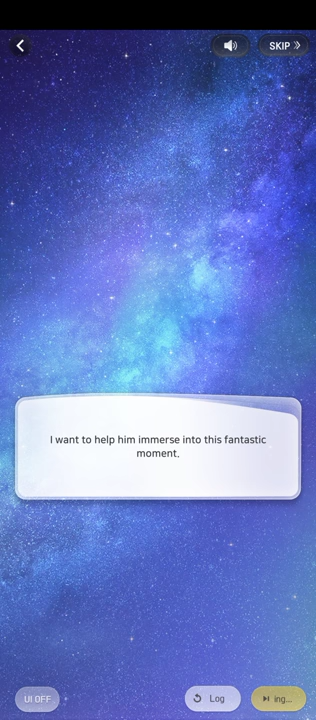 SKIP
I want to help him immerse into this fantastic
moment.
UI OFF
Log
ing...